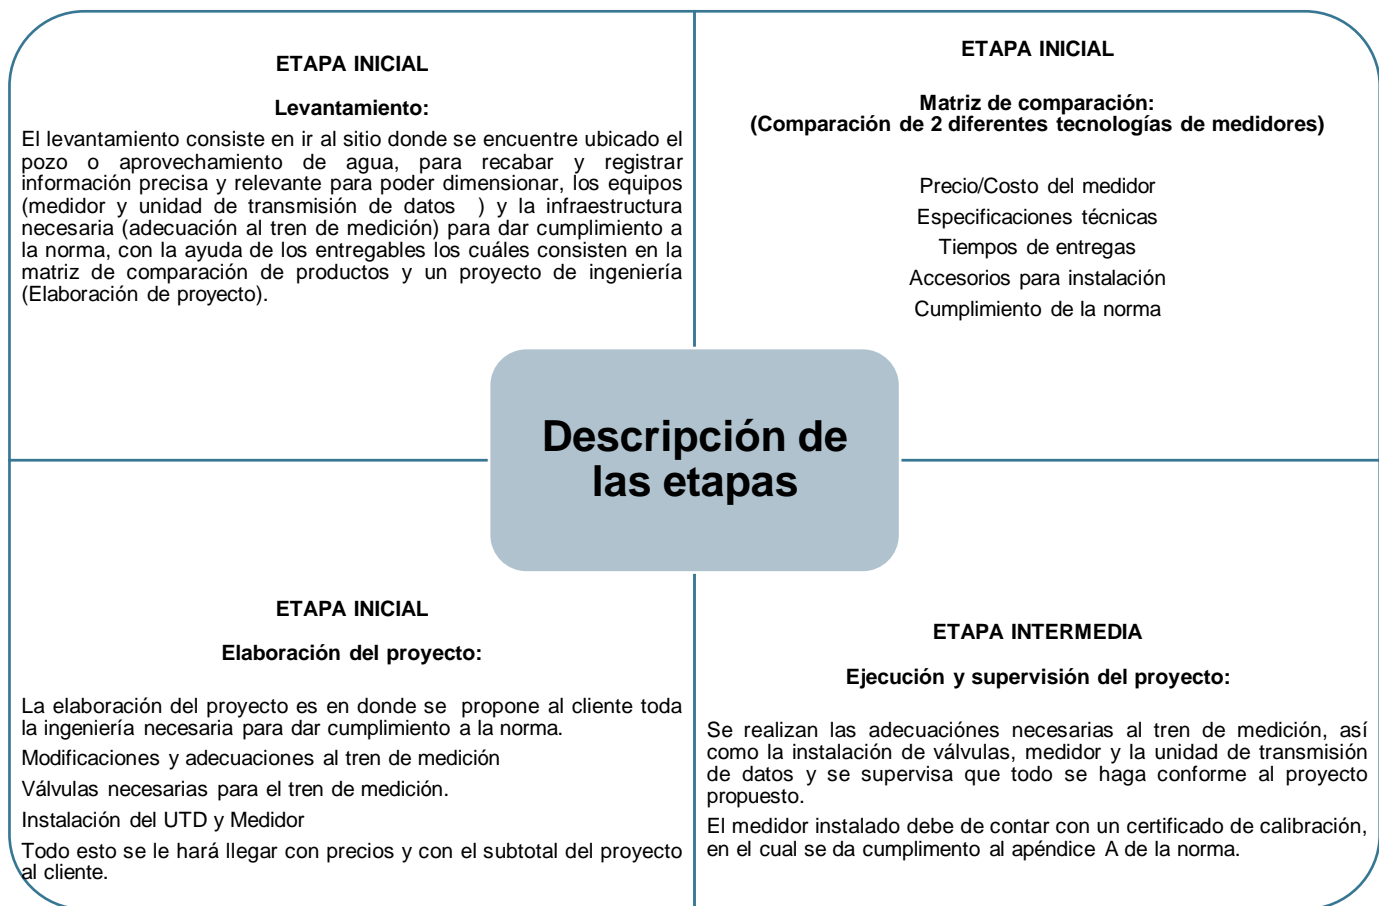 ETAPA INICIAL
Levantamiento:
El levantamiento consiste en ir al sitio donde se encuentre ubicado el
pozo o aprovechamiento de agua, para recabar y registrar
información precisa y relevante para poder dimensionar, los equipos
(medidor y unidad de transmisión de datos ) y la infraestructura
necesaria (adecuación al tren de medición) para dar cumplimiento a
la norma, con la ayuda de los entregables los cuáles consisten en la
matriz de comparación de productos y un proyecto de ingeniería
(Elaboración de proyecto).
ETAPA INICIAL
Matriz de comparación:
(Comparación de 2 diferentes tecnologías de medidores)
Precio/Costo del medidor
Especificaciones técnicas
Tiempos de entregas
Accesorios para instalación
Cumplimiento de la norma
Descripción de
las etapas
ETAPA INICIAL
Elaboración del proyecto:
La elaboración del proyecto es en donde se propone al cliente toda
la ingeniería necesaria para dar cumplimiento a la norma.
Modificaciones y adecuaciones al tren de medición
Válvulas necesarias para el tren de medición.
Instalación del UTD y Medidor
Todo esto se le hará llegar con precios y con el subtotal del proyecto
al cliente.
ETAPA INTERMEDIA
Ejecución y supervisión del proyecto:
Se realizan las adecuaciónes necesarias al tren de medición, así
como la instalación de válvulas, medidor y la unidad de transmisión
de datos y se supervisa que todo se haga conforme al proyecto
propuesto.
El medidor instalado debe de contar con un certificado de calibración,
en el cual se da cumplimento al apéndice A de la norma.